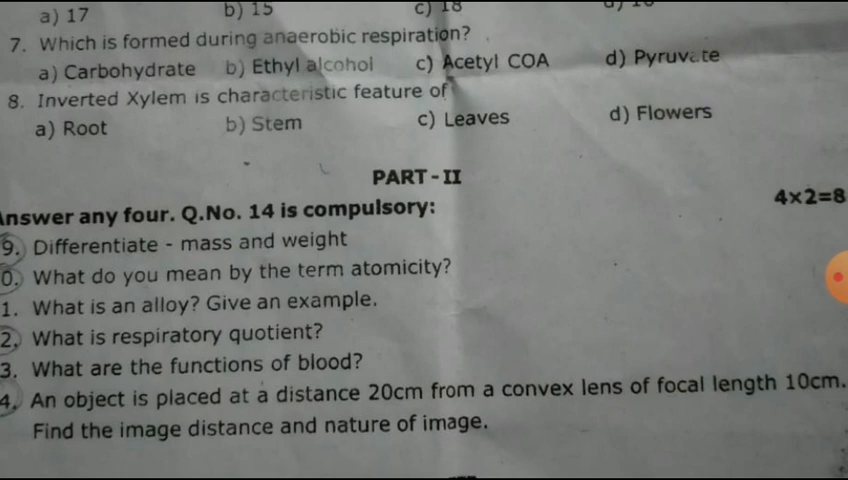 a) 17 b) 15 c) 18
7. Which is formed during anaerobic respiration?
a) Carbohydrate b) Ethyl alcohol c) Acetyl COA d) Pyruvate
8. Inverted Xylem is characteristic feature of
a) Root b) Stem c) Leaves d) Flowers
PART - II
Answer any four. Q.No. 14 is compulsory: 4×2=8
9. Differentiate - mass and weight
0. What do you mean by the term atomicity?
1. What is an alloy? Give an example.
2. What is respiratory quotient?
3. What are the functions of blood?
4. An object is placed at a distance 20cm from a convex lens of focal length 10cm.
Find the image distance and nature of image.